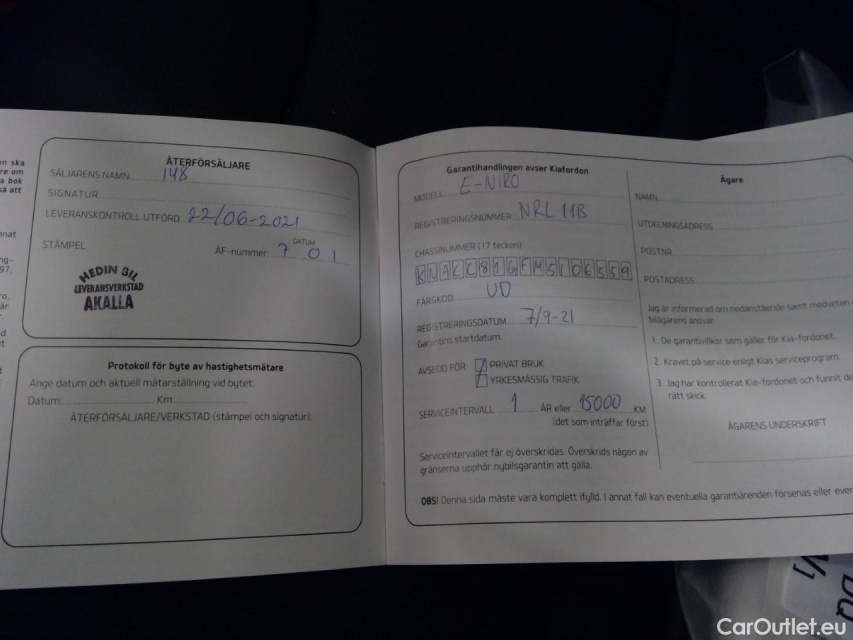 ÅTERFÖRSÄLJARE
SÄLJARENS NAMN 148
SIGNATUR
LEVERANSKONTROLL UTFÖRD 22/06-2021
DATUM
STÄMPEL
ÅF-nummer: 7 0 1
HEDIN BIL
LEVERANSVERKSTAD
AKALLA
Protokoll för byte av hastighetsmätare
Ange datum och aktuell mätarställning vid bytet:
Datum: Km:
ÅTERFÖRSÄLJARE/VERKSTAD (stämpel och signatur):
Garantihandlingen avser Kiafordon
MODELL E-NIRO
REGISTRERINGSNUMMER NRL 11B
CHASSINUMMER (17 tecken)
KNACC81GFM5106559
FÄRGKOD UD
REGISTRERINGSDATUM 7/9-21
Garantins startdatum.
AVSEDD FÖR PRIVAT BRUK
YRKESMÄSSIG TRAFIK
SERVICEINTERVALL 1 ÅR eller 15000 KM
(det som inträffar först)
Serviceintervallet får ej överskridas. Överskrids någon av
gränserna upphör nybilsgarantin att gälla.
OBS! Denna sida måste vara komplett ifylld. I annat fall kan eventuella garantiärenden försenas eller
Ägare
NAMN
UTDELNINGSADRESS
POSTNR
POSTADRESS
Jag är informerad om nedanstående samt medveten
bilägarens ansvar:
1. De garantivillkor som gäller för Kia-fordonet.
2. Kravet på service enligt Kias serviceprogram.
3. Jag har kontrollerat Kia-fordonet och funnit
rätt skick.
ÄGARENS UNDERSKRIFT
CarOutlet.eu